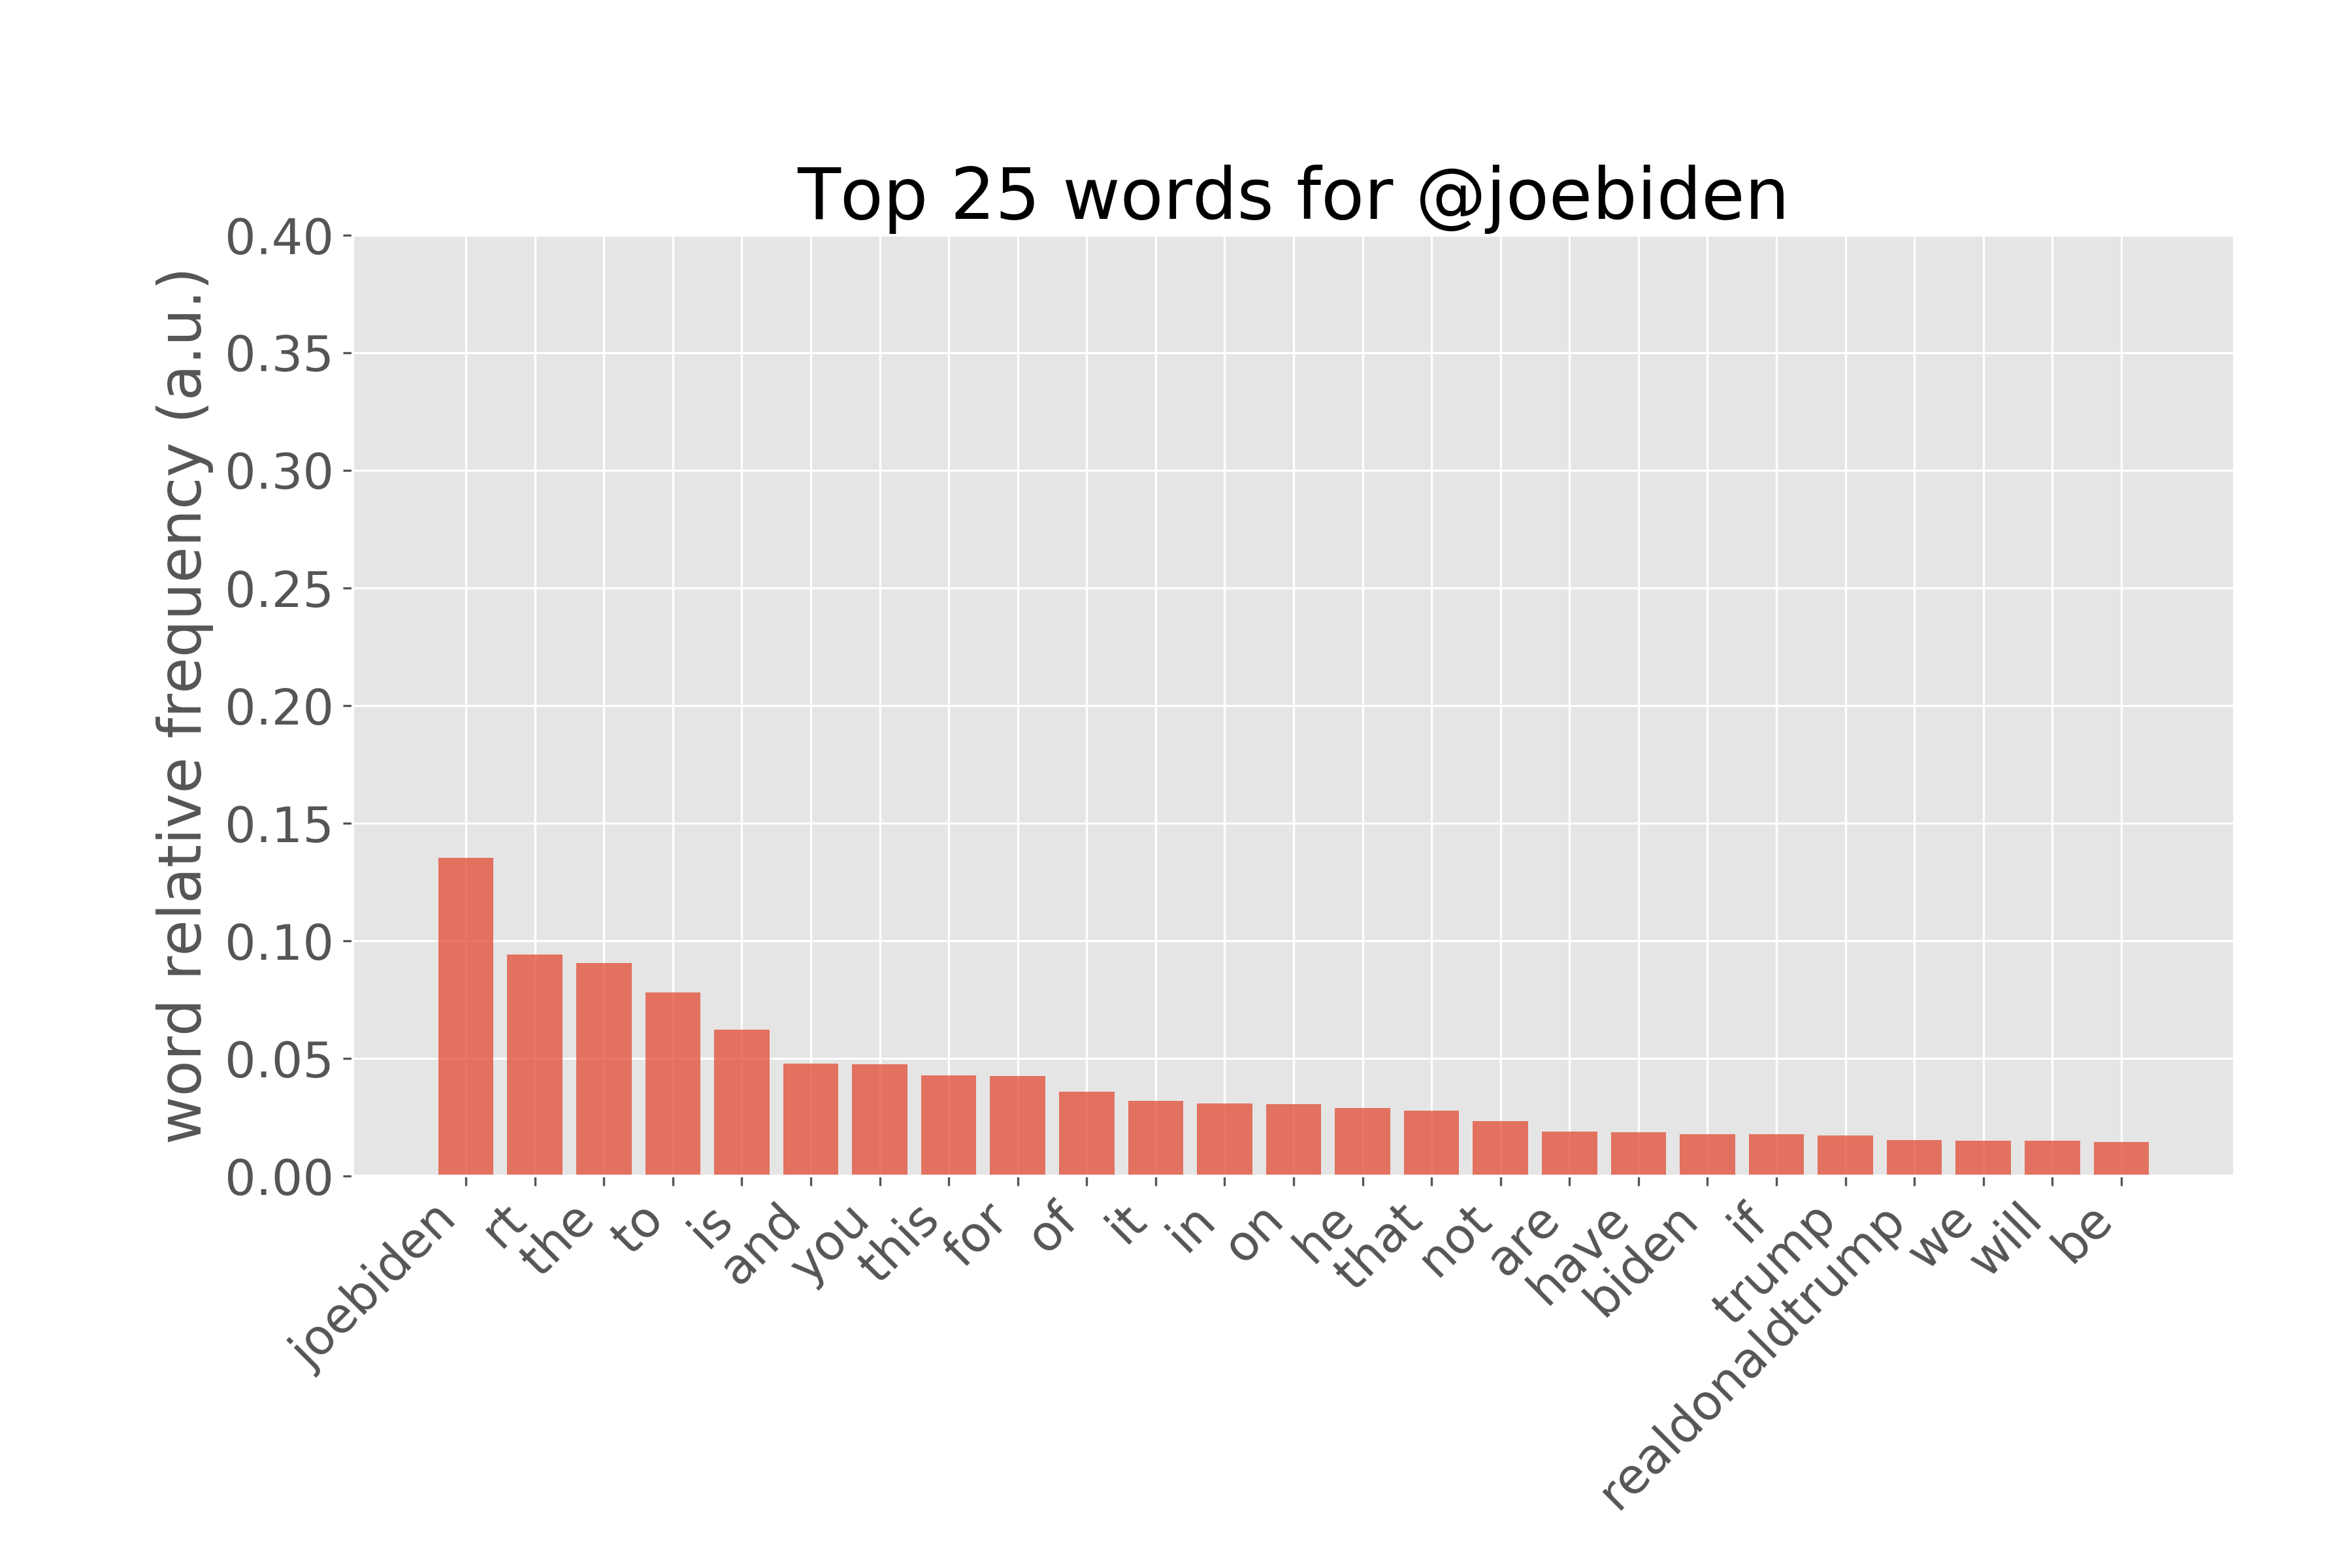 Top 25 words for @joebiden
word relative frequency (a.u.)
0.40
0.35
0.30
0.25
0.20
0.15
0.10
0.05
0.00
joebiden
rt
the
to
is
and
you
this
for
of
it
in
on
he
that
not
are
have
biden
if
trump
realdonaldtrump
we
will
be